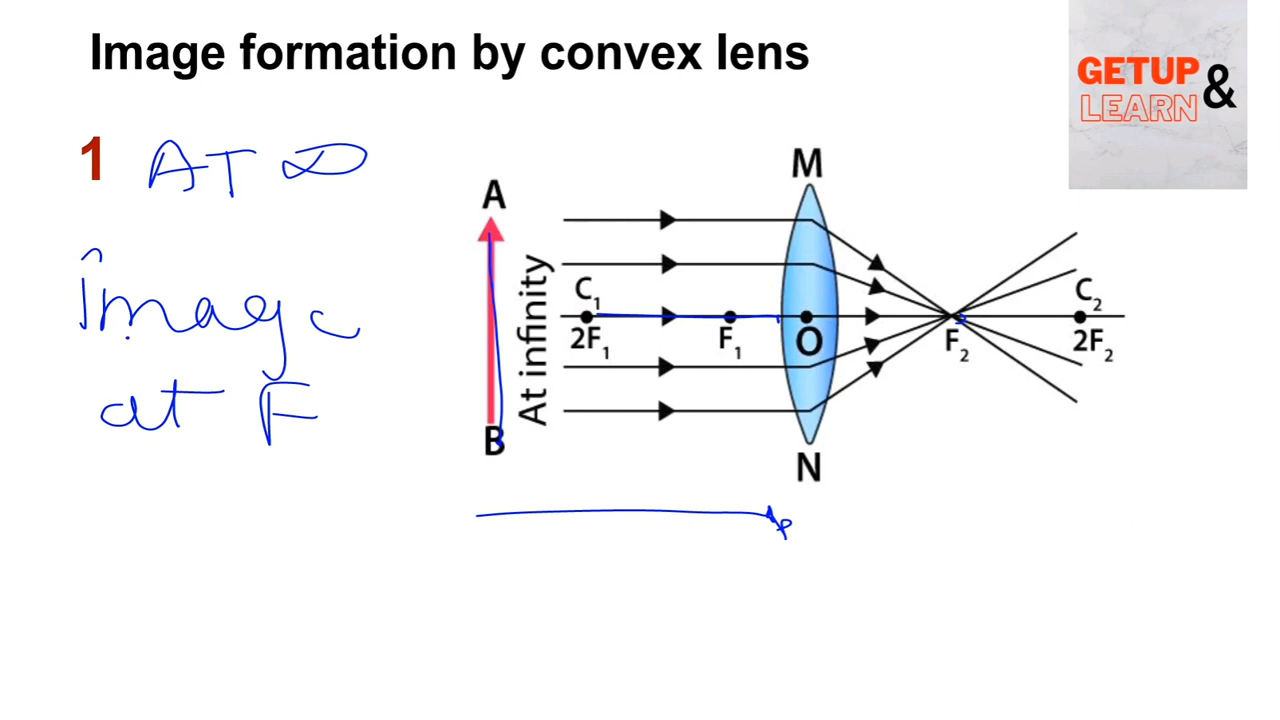 Image formation by convex lens
GETUP
LEARN
&
1 AT ∞
Image
at F
A
At infinity
B
M
C₁
2F₁
F₁
O
F₂
C₂
2F₂
N